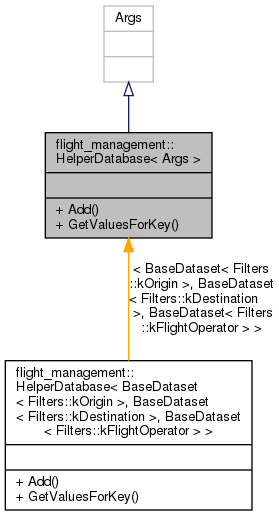 Args
flight_management::
HelperDatabase< Args >
+ Add()
+ GetValuesForKey()
< BaseDataset< Filters
::kOrigin >, BaseDataset
< Filters::kDestination
>, BaseDataset< Filters
::kFlightOperator > >
flight_management::
HelperDatabase< BaseDataset
< Filters::kOrigin >, BaseDataset
< Filters::kDestination >, BaseDataset
< Filters::kFlightOperator > >
+ Add()
+ GetValuesForKey()